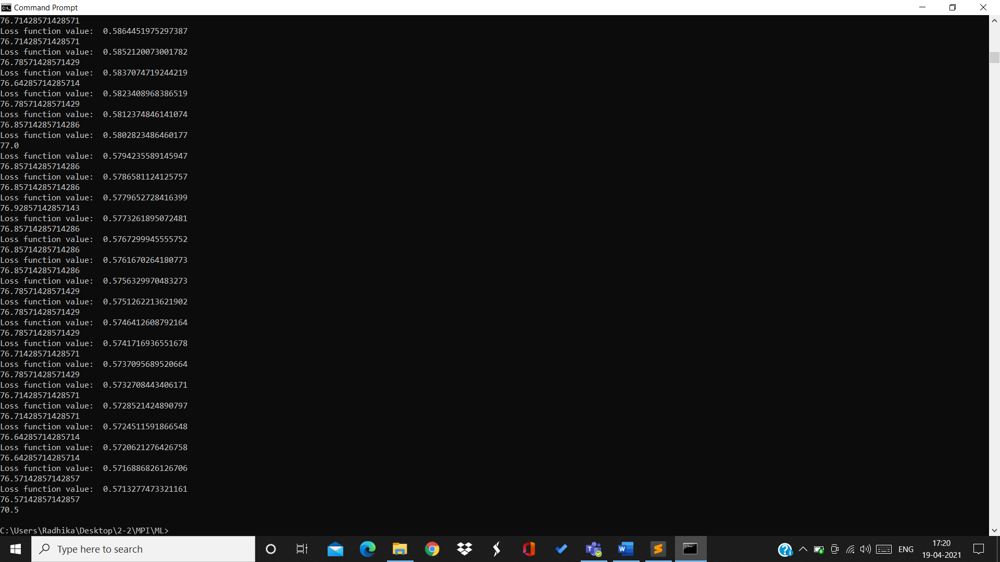 Command Prompt
76.71428571428571
Loss function value:  0.5864451975297387
76.71428571428571
Loss function value:  0.5852120073001782
76.78571428571429
Loss function value:  0.5837074719244219
76.64285714285714
Loss function value:  0.5823408968386519
76.78571428571429
Loss function value:  0.5812374846141074
76.85714285714286
Loss function value:  0.5802823486460177
77.0
Loss function value:  0.5794235589145947
76.85714285714286
Loss function value:  0.5786581124125757
76.85714285714286
Loss function value:  0.5779652728416399
76.92857142857143
Loss function value:  0.5773261895072481
76.85714285714286
Loss function value:  0.5767299945555752
76.85714285714286
Loss function value:  0.5761670264180773
76.85714285714286
Loss function value:  0.5756329970483273
76.78571428571429
Loss function value:  0.5751262213621902
76.78571428571429
Loss function value:  0.5746412608792164
76.78571428571429
Loss function value:  0.5741716936551678
76.71428571428571
Loss function value:  0.5737095689520664
76.78571428571429
Loss function value:  0.5732708443406171
76.71428571428571
Loss function value:  0.5728521424890797
76.71428571428571
Loss function value:  0.5724511591866548
76.64285714285714
Loss function value:  0.5720621276426758
76.64285714285714
Loss function value:  0.5716886826126706
76.57142857142857
Loss function value:  0.5713277473321161
76.57142857142857
70.5
C:\Users\Radhika\Desktop\2-2\MPI\ML>
Type here to search
ENG
17:20
19-04-2021